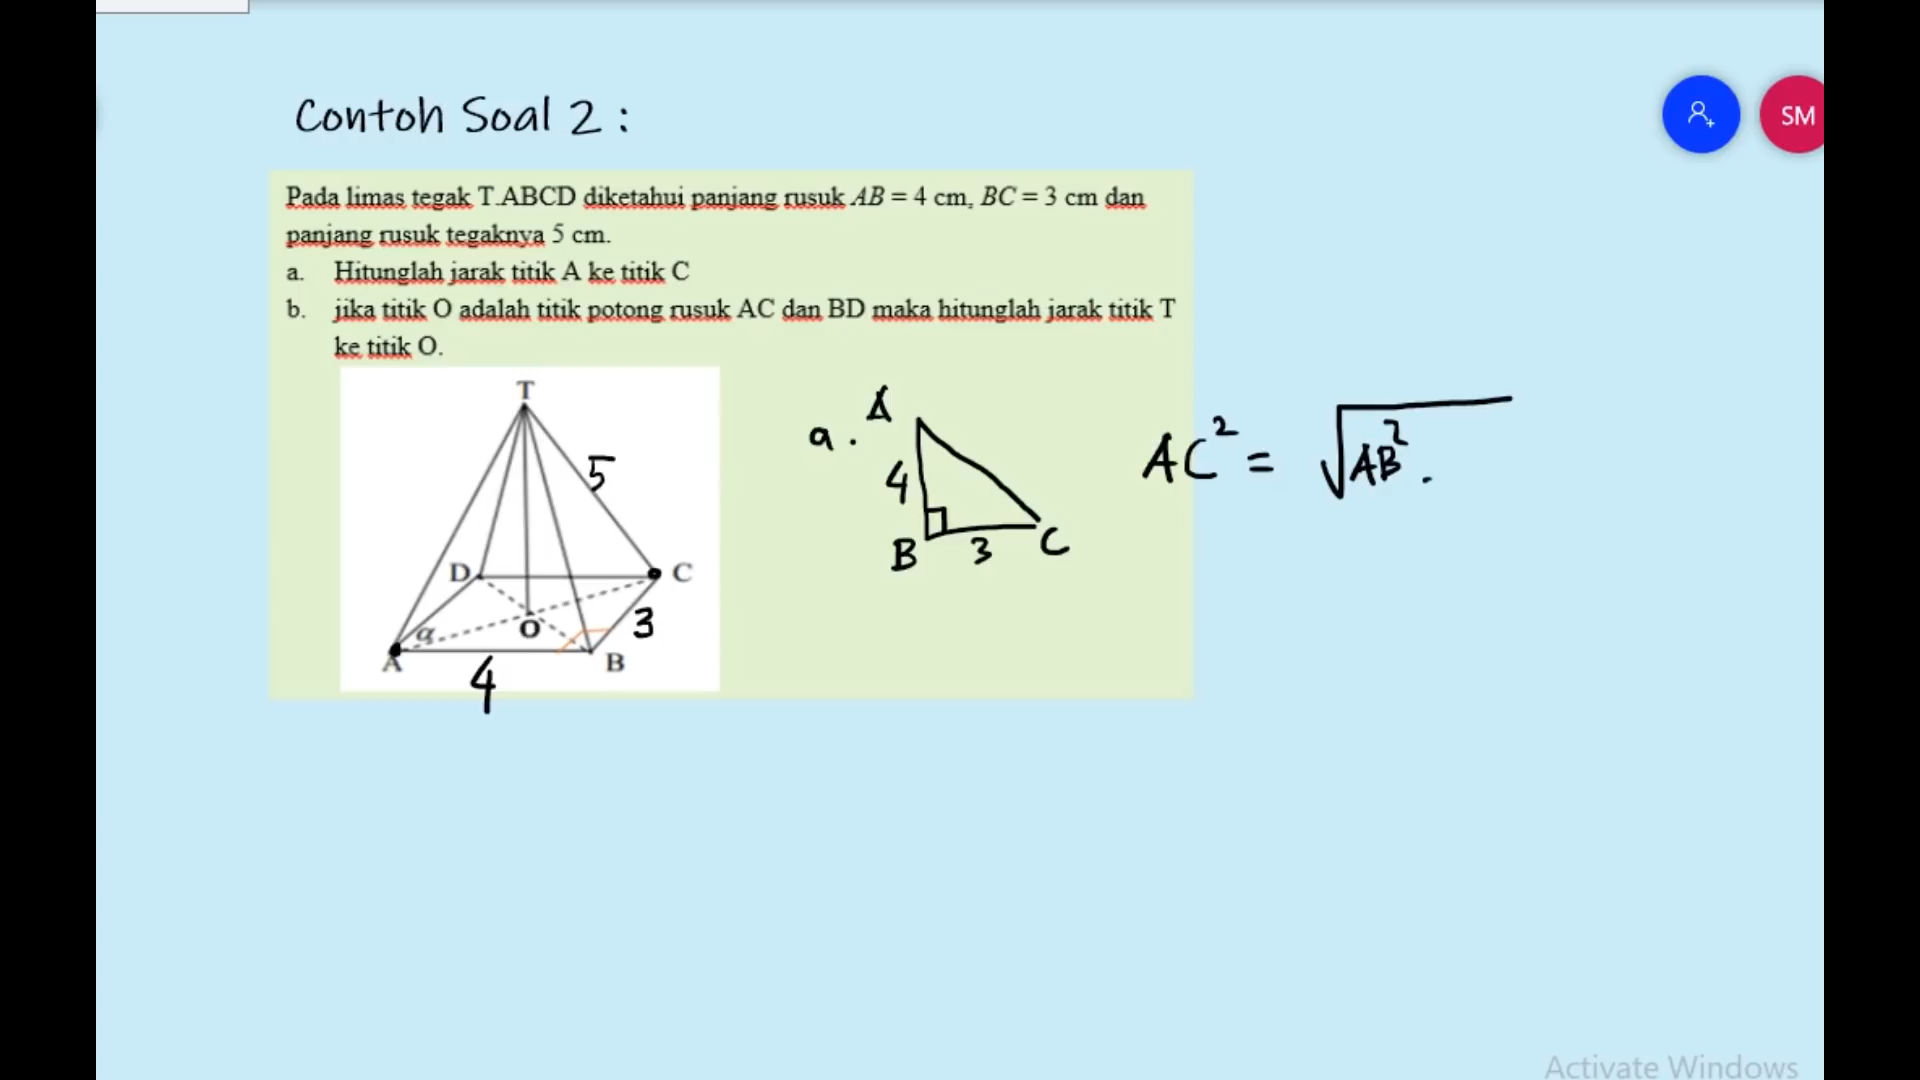 Contoh Soal 2 :
SM
Pada limas tegak T.ABCD diketahui panjang rusuk AB = 4 cm, BC = 3 cm dan
panjang rusuk tegaknya 5 cm.
a. Hitunglah jarak titik A ke titik C
b. jika titik O adalah titik potong rusuk AC dan BD maka hitunglah jarak titik T
ke titik O.
T
5
D
C
α
O
3
A
B
4
a.
A
4
B
3
C
AC² = √AB² .
Activate Windows